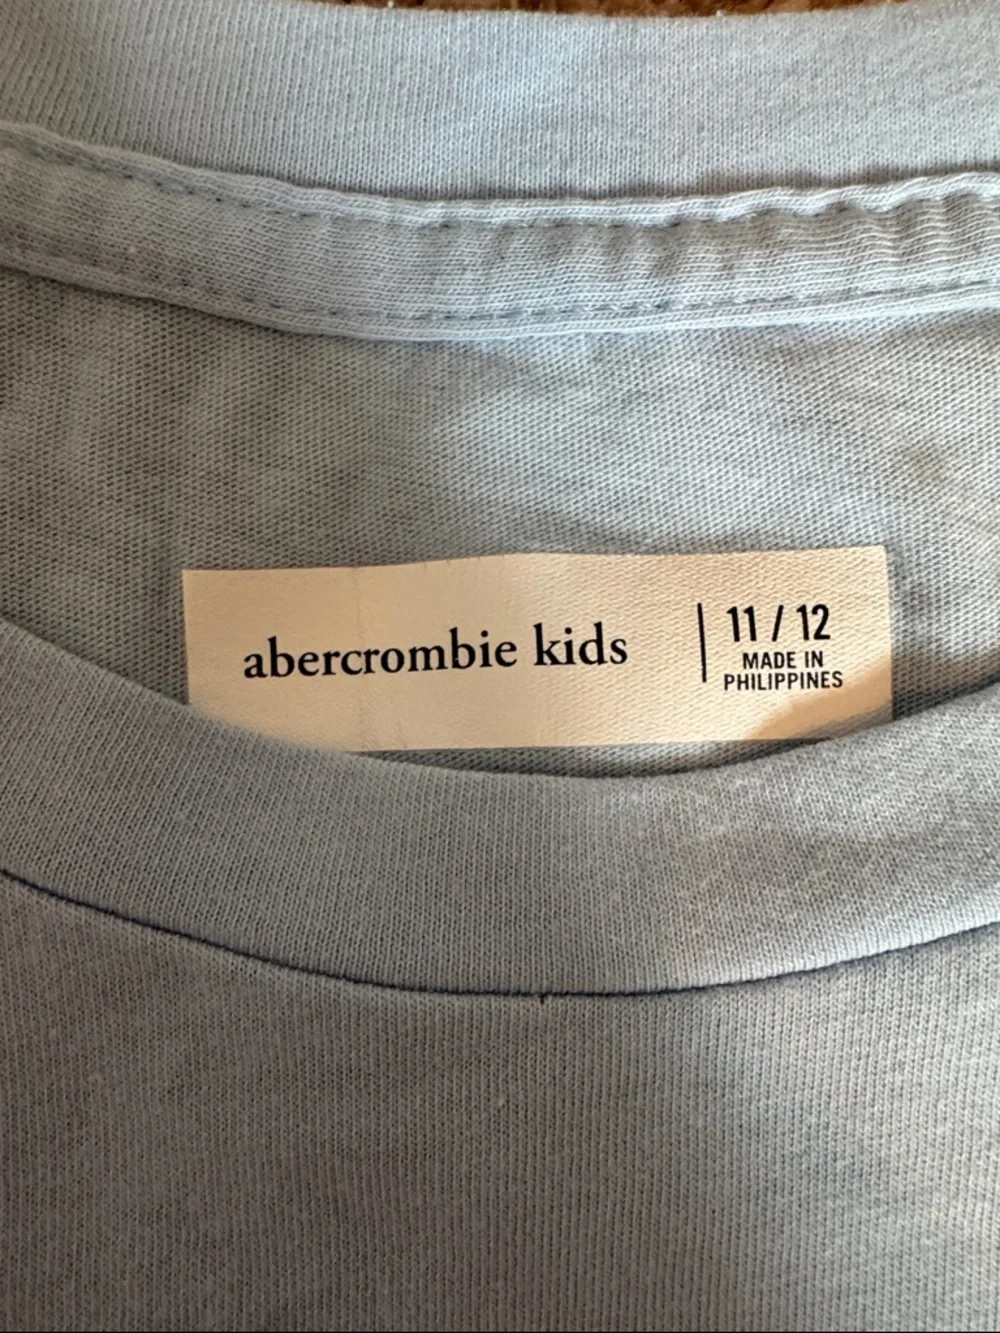 abercrombie kids
11 / 12
MADE IN
PHILIPPINES